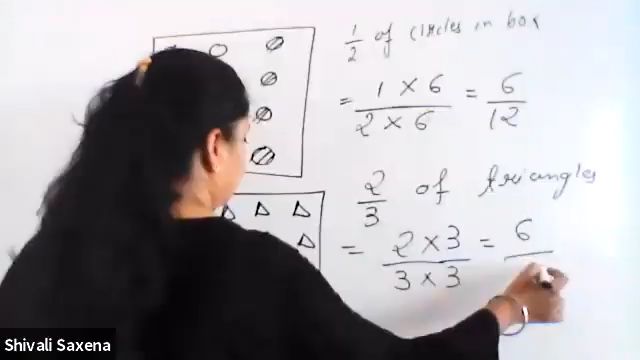 1/2 of circles in box
= 1 × 6 / 2 × 6 = 6/12
2/3 of triangles
= 2 × 3 / 3 × 3 = 6
Shivali Saxena